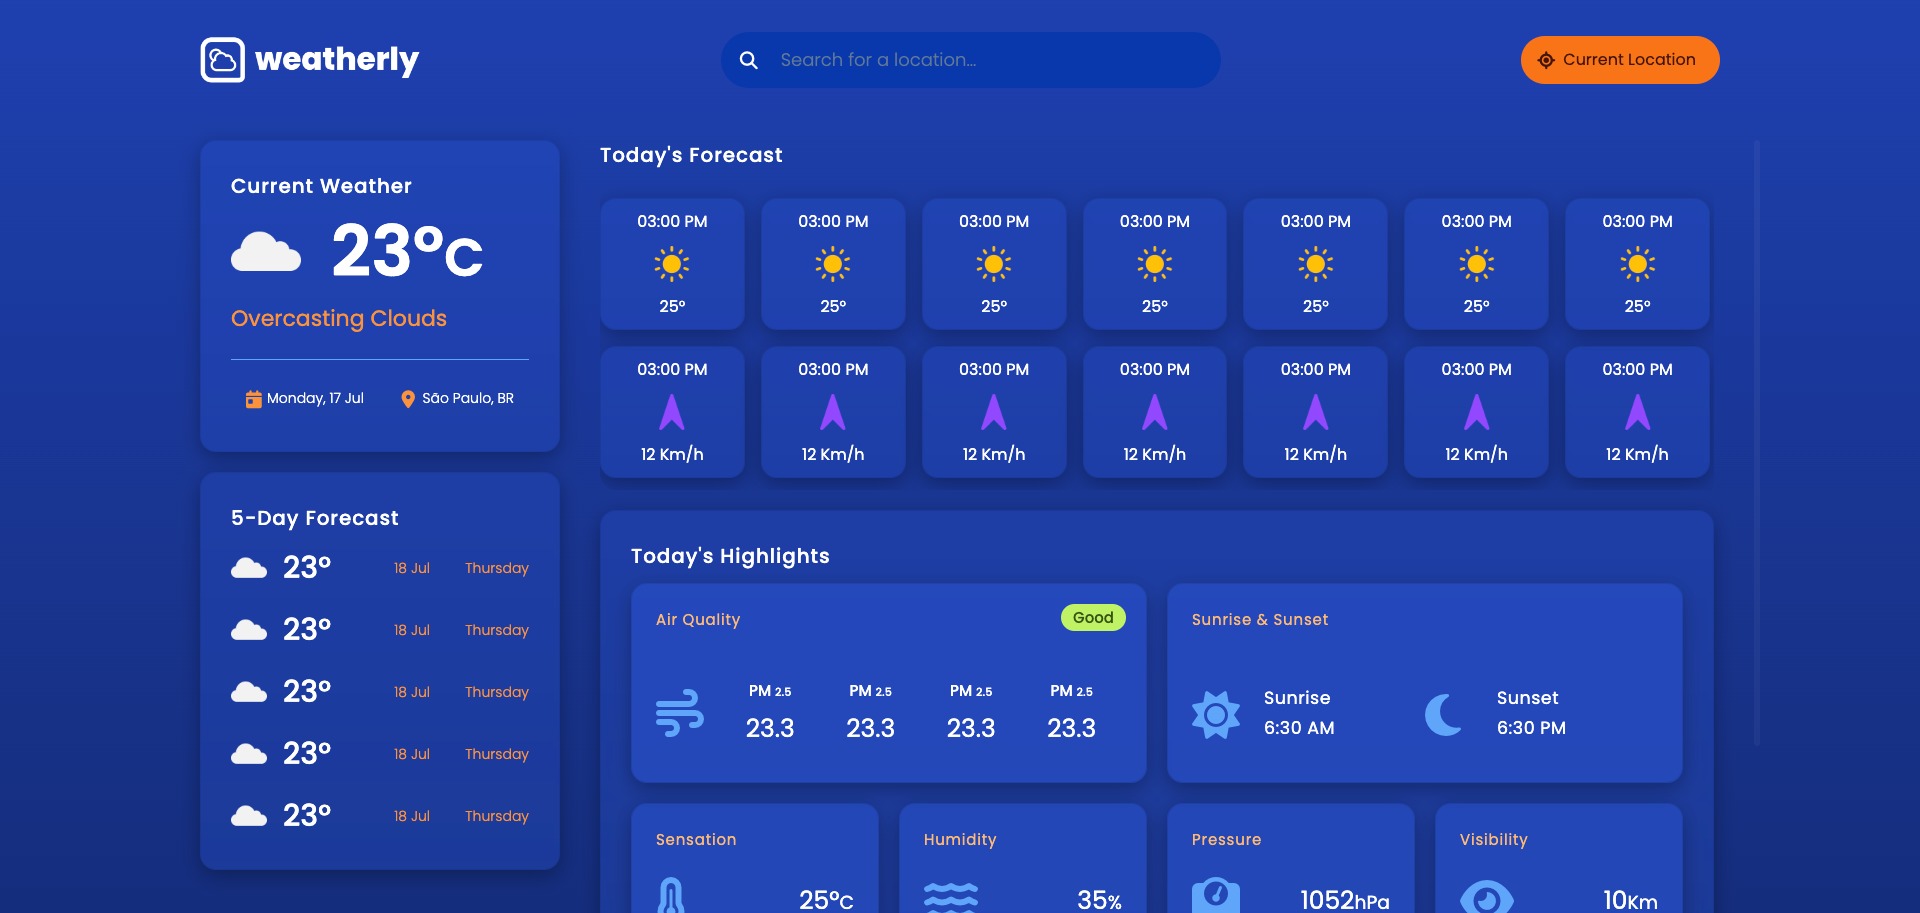 weatherly
Search for a location...
Current Location
Current Weather
23°C
Overcasting Clouds
Monday, 17 Jul
São Paulo, BR
5-Day Forecast
23° 18 Jul Thursday
23° 18 Jul Thursday
23° 18 Jul Thursday
23° 18 Jul Thursday
23° 18 Jul Thursday
Today's Forecast
03:00 PM 03:00 PM 03:00 PM 03:00 PM 03:00 PM 03:00 PM 03:00 PM
25° 25° 25° 25° 25° 25° 25°
03:00 PM 03:00 PM 03:00 PM 03:00 PM 03:00 PM 03:00 PM 03:00 PM
12 Km/h 12 Km/h 12 Km/h 12 Km/h 12 Km/h 12 Km/h 12 Km/h
Today's Highlights
Air Quality
Good
PM 2.5 PM 2.5 PM 2.5 PM 2.5
23.3 23.3 23.3 23.3
Sunrise & Sunset
Sunrise
6:30 AM
Sunset
6:30 PM
Sensation
25°C
Humidity
35%
Pressure
1052hPa
Visibility
10Km